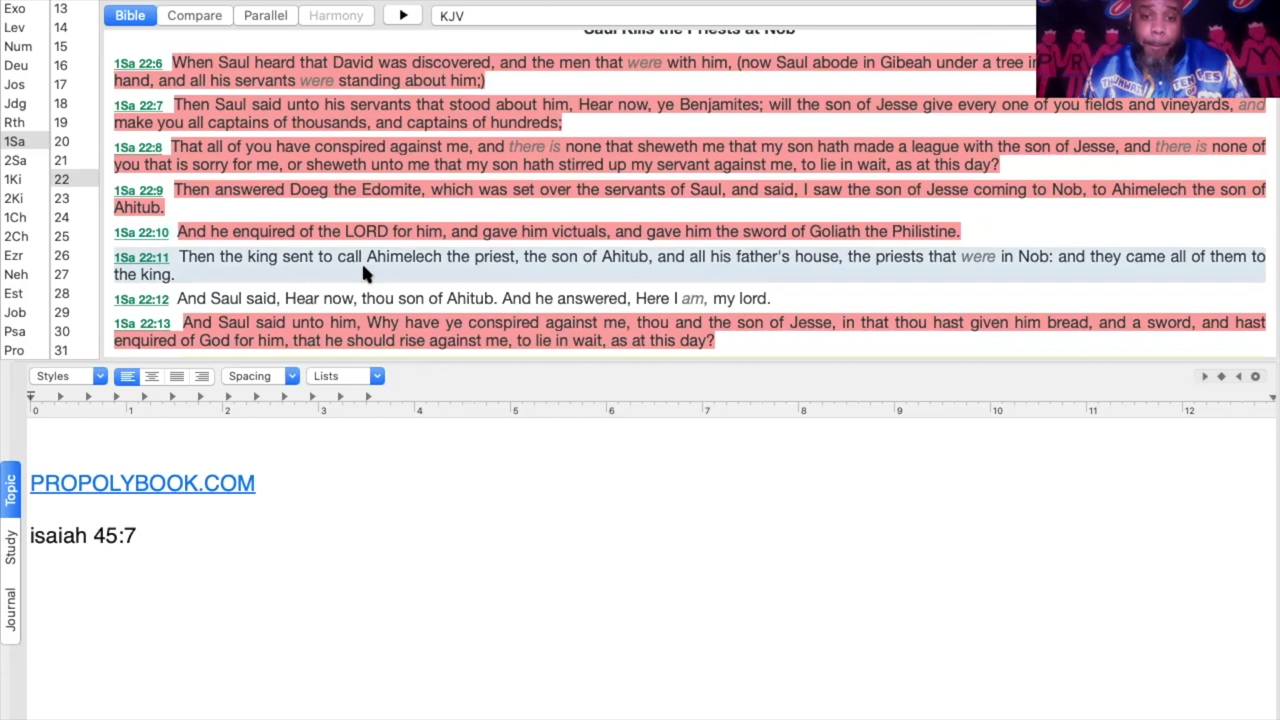 Exo 13
Lev 14
Num 15
Deu 16
Jos 17
Jdg 18
Rth 19
1Sa 20
2Sa 21
1Ki 22
2Ki 23
1Ch 24
2Ch 25
Ezr 26
Neh 27
Est 28
Job 29
Psa 30
Pro 31
Bible Compare Parallel Harmony KJV
Saul Kills the Priests at Nob
1Sa 22:6 When Saul heard that David was discovered, and the men that were with him, (now Saul abode in Gibeah under a tree in
hand, and all his servants were standing about him;)
1Sa 22:7 Then Saul said unto his servants that stood about him, Hear now, ye Benjamites; will the son of Jesse give every one of you fields and vineyards, and
make you all captains of thousands, and captains of hundreds;
1Sa 22:8 That all of you have conspired against me, and there is none that sheweth me that my son hath made a league with the son of Jesse, and there is none of
you that is sorry for me, or sheweth unto me that my son hath stirred up my servant against me, to lie in wait, as at this day?
1Sa 22:9 Then answered Doeg the Edomite, which was set over the servants of Saul, and said, I saw the son of Jesse coming to Nob, to Ahimelech the son of
Ahitub.
1Sa 22:10 And he enquired of the LORD for him, and gave him victuals, and gave him the sword of Goliath the Philistine.
1Sa 22:11 Then the king sent to call Ahimelech the priest, the son of Ahitub, and all his father's house, the priests that were in Nob: and they came all of them to
the king.
1Sa 22:12 And Saul said, Hear now, thou son of Ahitub. And he answered, Here I am, my lord.
1Sa 22:13 And Saul said unto him, Why have ye conspired against me, thou and the son of Jesse, in that thou hast given him bread, and a sword, and hast
enquired of God for him, that he should rise against me, to lie in wait, as at this day?
Styles Spacing Lists
0 1 2 3 4 5 6 7 8 9 10 11 12
Topic
Study
Journal
PROPOLYBOOK.COM
isaiah 45:7